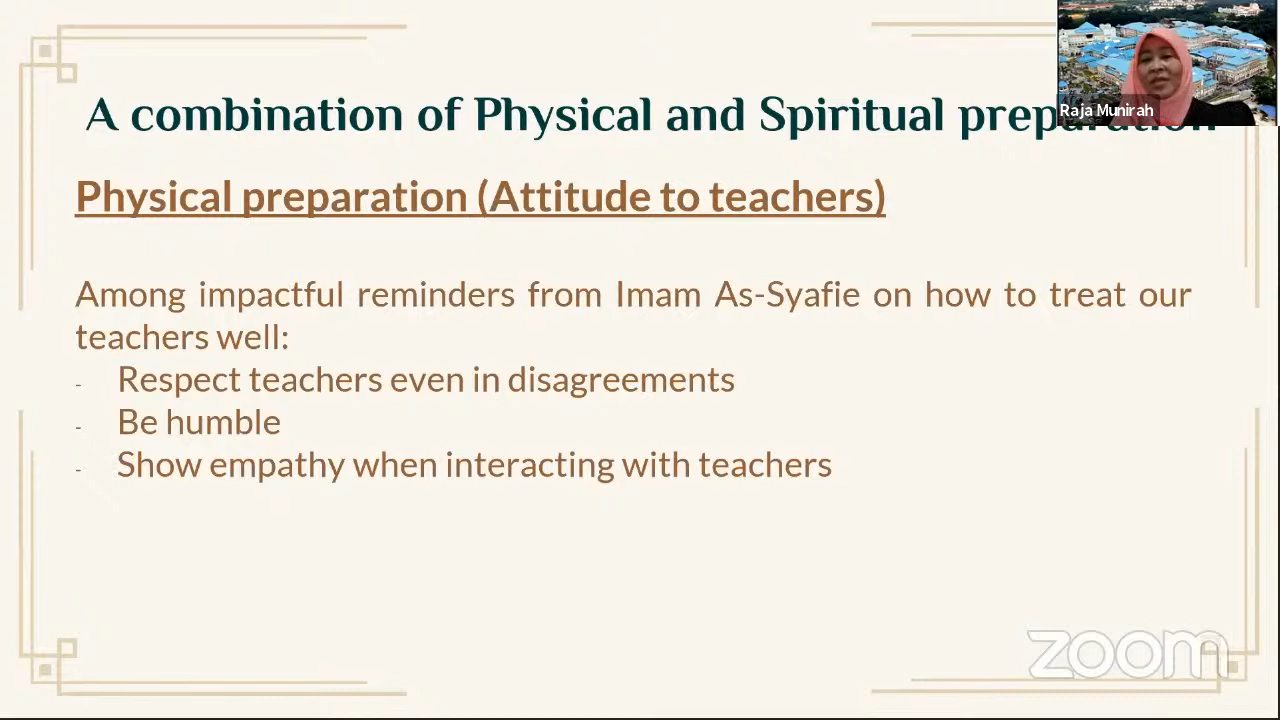 A combination of Physical and Spiritual preparation
Raja Munirah
Physical preparation (Attitude to teachers)
Among impactful reminders from Imam As-Syafie on how to treat our
teachers well:
- Respect teachers even in disagreements
- Be humble
- Show empathy when interacting with teachers
zoom